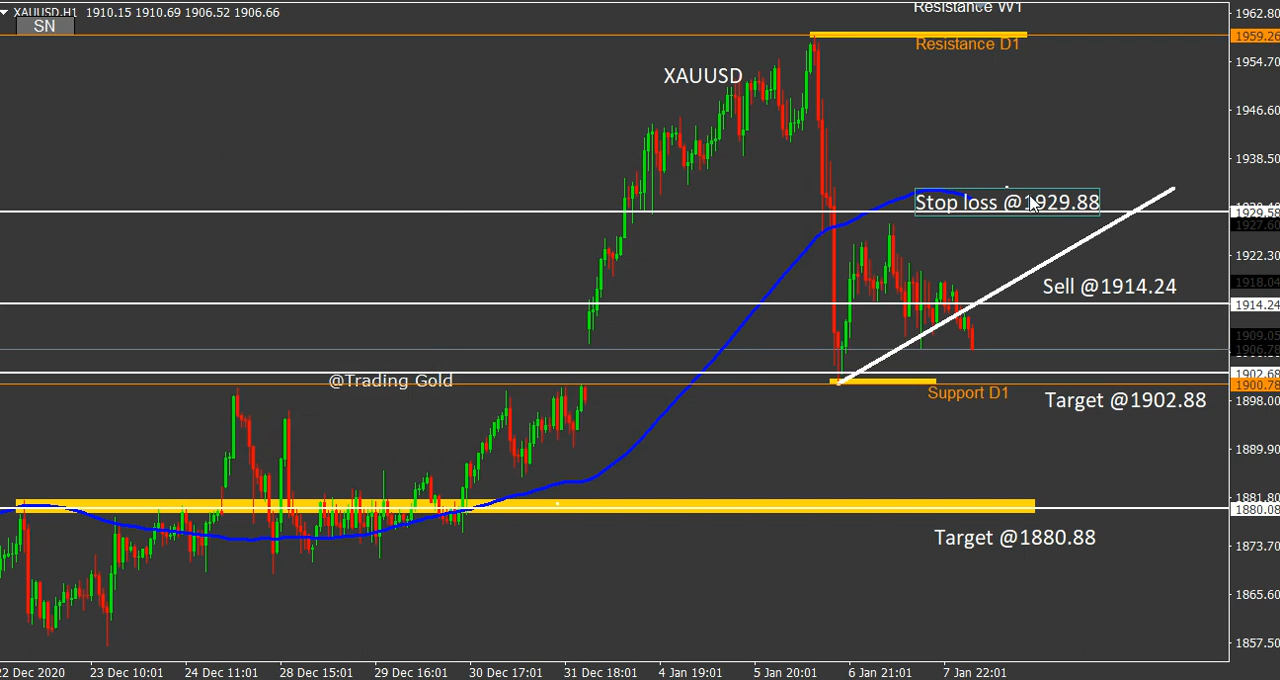 XAUUSD,H1 1910.15 1910.69 1906.52 1906.66
SN
Resistance W1
1962.80
1959.26
Resistance D1
1954.70
XAUUSD
1946.60
1938.50
Stop loss @1929.88
1929.58
1927.60
1922.30
1918.04
Sell @1914.24
1914.24
1909.05
1906.78
1902.68
@Trading Gold
1900.78
Support D1
Target @1902.88
1898.00
1889.90
1881.80
1880.08
Target @1880.88
1873.70
1865.60
1857.50
22 Dec 2020 23 Dec 10:01 24 Dec 11:01 28 Dec 15:01 29 Dec 16:01 30 Dec 17:01 31 Dec 18:01 4 Jan 19:01 5 Jan 20:01 6 Jan 21:01 7 Jan 22:01